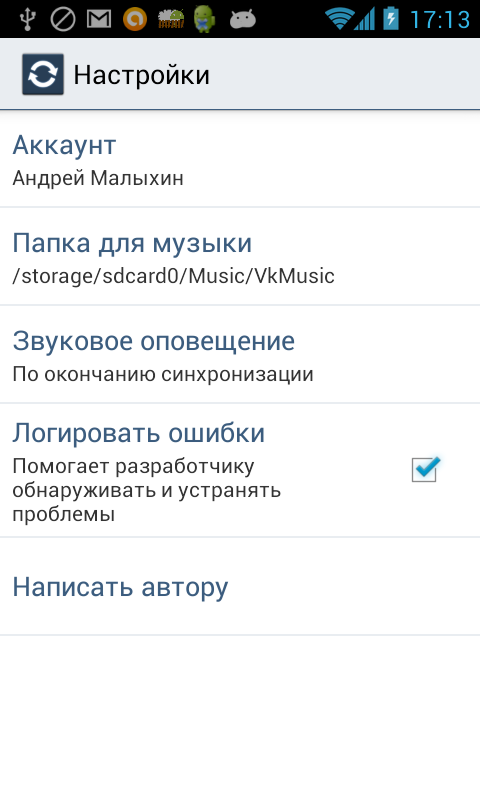 17:13
Настройки
Аккаунт
Андрей Малыхин
Папка для музыки
/storage/sdcard0/Music/VkMusic
Звуковое оповещение
По окончанию синхронизации
Логировать ошибки
Помогает разработчику
обнаруживать и устранять
проблемы
Написать автору